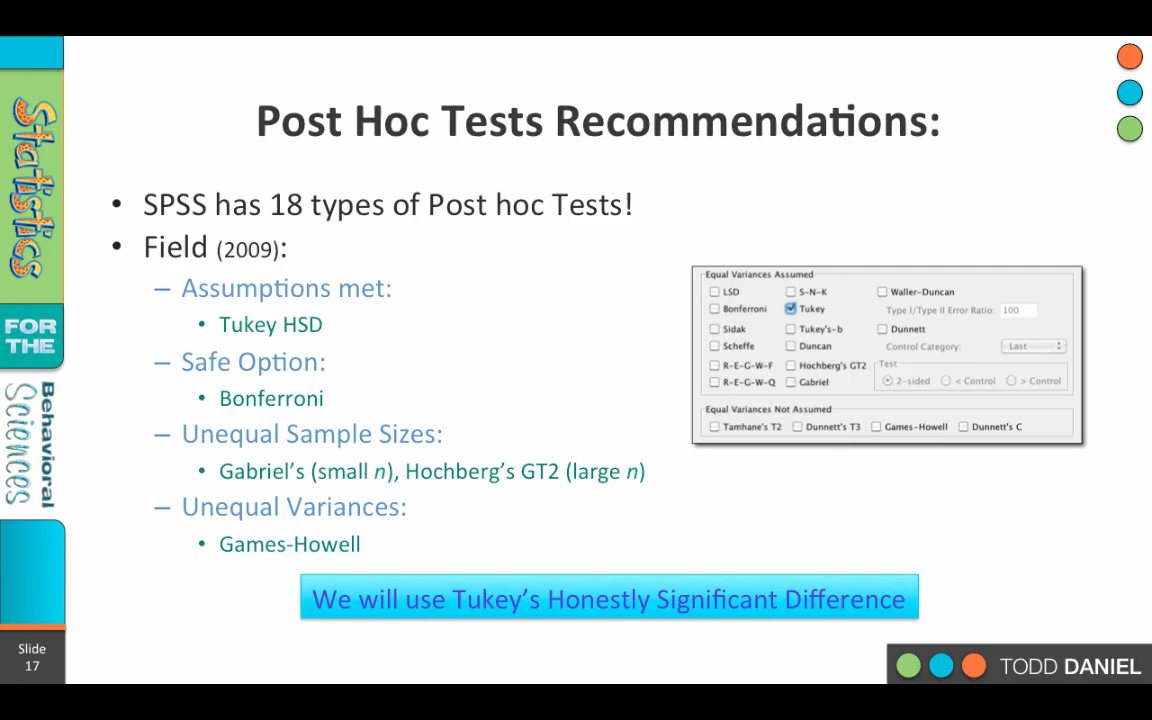 Statistics
FOR
THE
Behavioral
Sciences
Slide
17
Post Hoc Tests Recommendations:
• SPSS has 18 types of Post hoc Tests!
• Field (2009):
– Assumptions met:
• Tukey HSD
– Safe Option:
• Bonferroni
– Unequal Sample Sizes:
• Gabriel's (small n), Hochberg's GT2 (large n)
– Unequal Variances:
• Games-Howell
Equal Variances Assumed
LSD S-N-K Waller-Duncan
Bonferroni Tukey Type I/Type II Error Ratio: 100
Sidak Tukey's-b Dunnett
Scheffe Duncan Control Category: Last
R-E-G-W-F Hochberg's GT2 Test
R-E-G-W-Q Gabriel 2-sided < Control > Control
Equal Variances Not Assumed
Tamhane's T2 Dunnett's T3 Games-Howell Dunnett's C
We will use Tukey's Honestly Significant Difference
TODD DANIEL